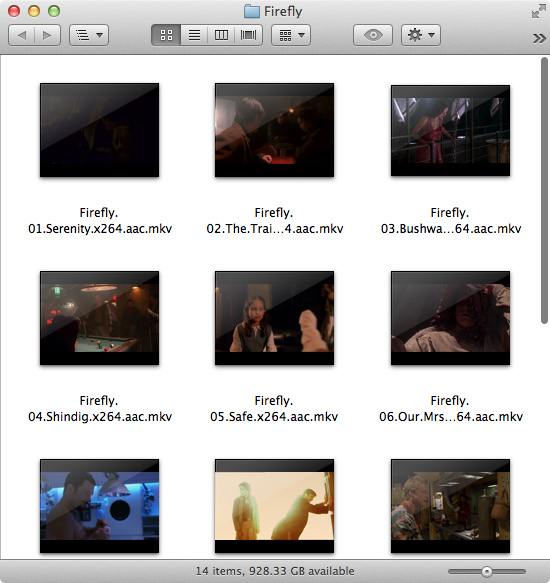 Firefly
Firefly.
01.Serenity.x264.aac.mkv
Firefly.
02.The.Trai...4.aac.mkv
Firefly.
03.Bushwa...64.aac.mkv
Firefly.
04.Shindig.x264.aac.mkv
Firefly.
05.Safe.x264.aac.mkv
Firefly.
06.Our.Mrs...64.aac.mkv
14 items, 928.33 GB available